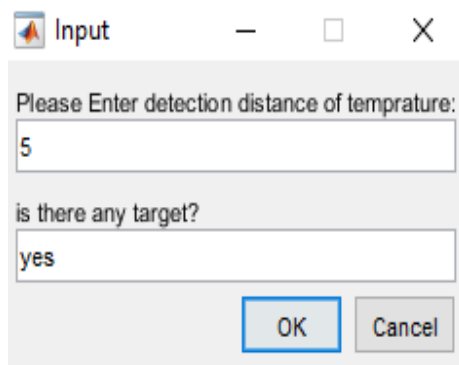 Input
Please Enter detection distance of temprature:
5
is there any target?
yes
OK Cancel